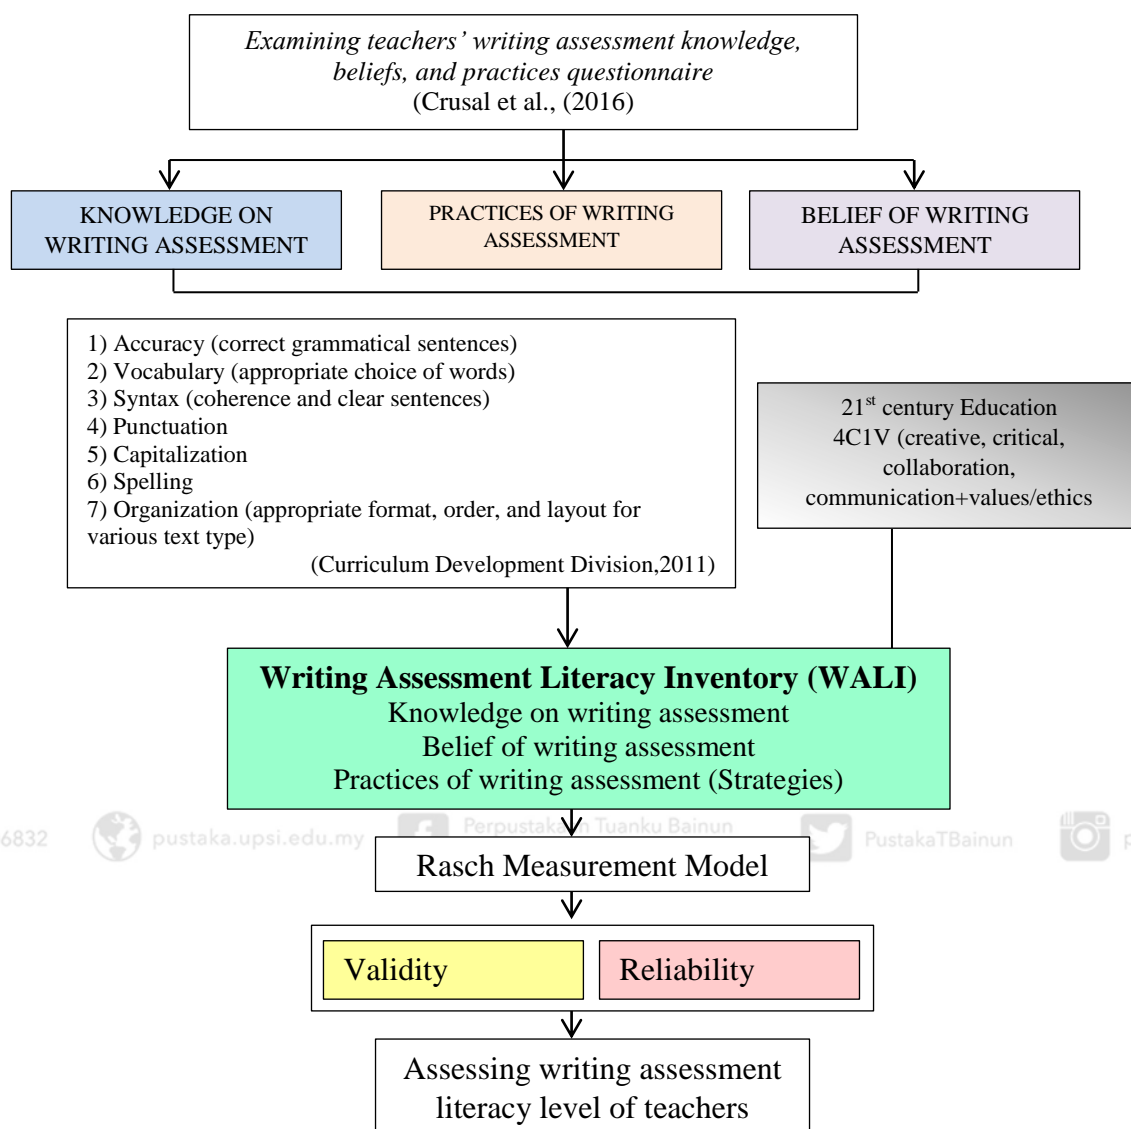 Examining teachers' writing assessment knowledge,
beliefs, and practices questionnaire
(Crusal et al., (2016)
KNOWLEDGE ON
WRITING ASSESSMENT
PRACTICES OF WRITING
ASSESSMENT
BELIEF OF WRITING
ASSESSMENT
1) Accuracy (correct grammatical sentences)
2) Vocabulary (appropriate choice of words)
3) Syntax (coherence and clear sentences)
4) Punctuation
5) Capitalization
6) Spelling
7) Organization (appropriate format, order, and layout for
various text type)
(Curriculum Development Division,2011)
21st century Education
4C1V (creative, critical,
collaboration,
communication+values/ethics
Writing Assessment Literacy Inventory (WALI)
Knowledge on writing assessment
Belief of writing assessment
Practices of writing assessment (Strategies)
6832 pustaka.upsi.edu.my Tuanku Bainun PustakaTBainun p
Rasch Measurement Model
Validity
Reliability
Assessing writing assessment
literacy level of teachers